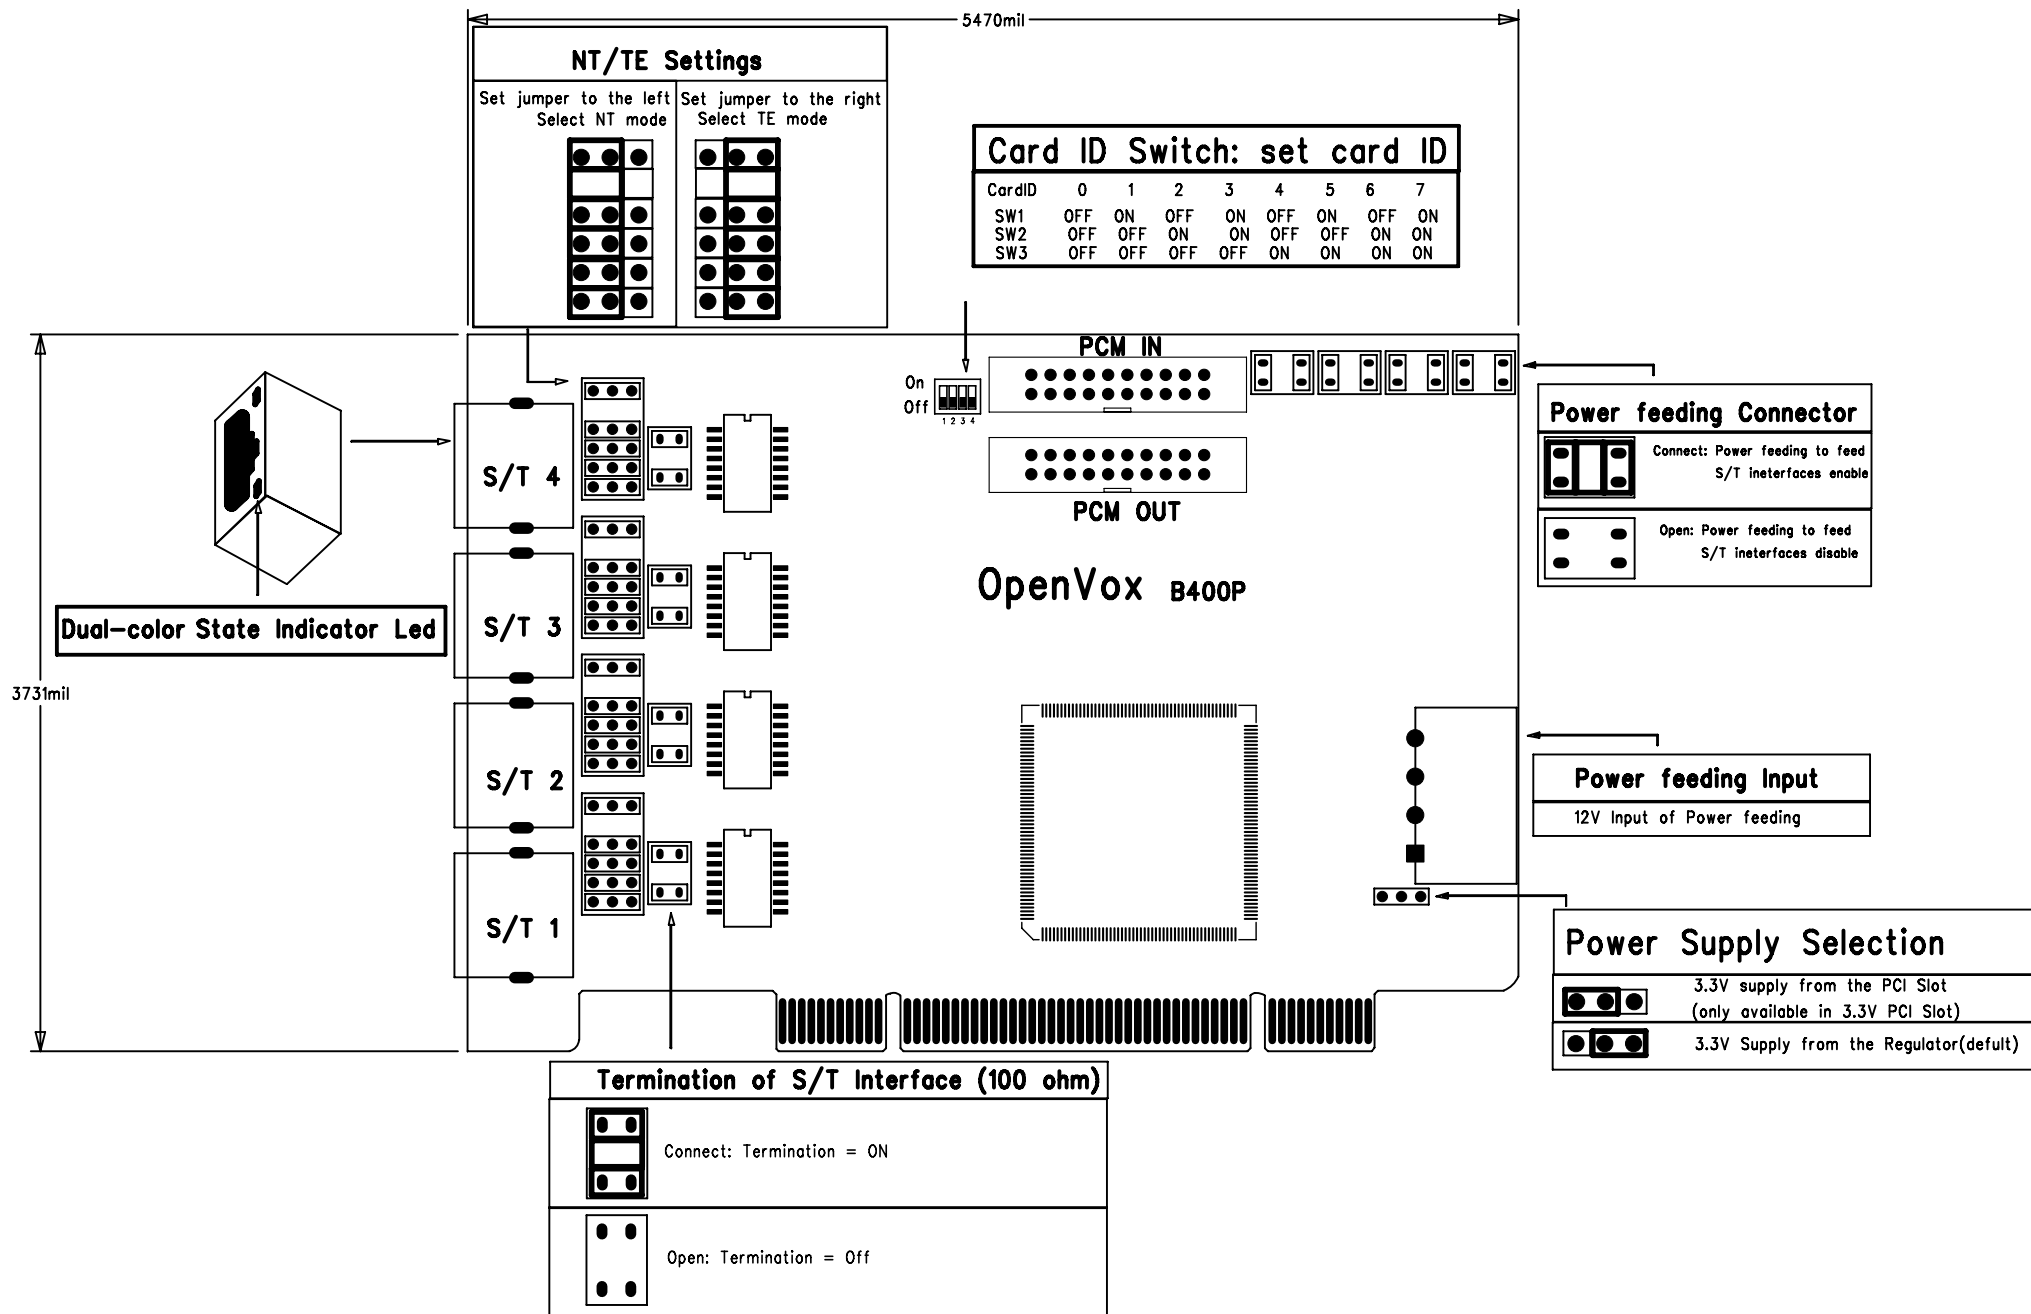 5470mil
NT/TE Settings
Set jumper to the left
Select NT mode
Set jumper to the right
Select TE mode
Card ID Switch: set card ID
CardID 0 1 2 3 4 5 6 7
SW1 OFF ON OFF ON OFF ON OFF ON
SW2 OFF OFF ON ON OFF OFF ON ON
SW3 OFF OFF OFF OFF ON ON ON ON
PCM IN
On
Off
1 2 3 4
PCM OUT
Power feeding Connector
Connect: Power feeding to feed
S/T ineterfaces enable
Open: Power feeding to feed
S/T ineterfaces disable
S/T 4
OpenVox B400P
S/T 3
Dual-color State Indicator Led
3731mil
S/T 2
Power feeding Input
12V Input of Power feeding
S/T 1
Power Supply Selection
3.3V supply from the PCI Slot
(only available in 3.3V PCI Slot)
3.3V Supply from the Regulator(defult)
Termination of S/T Interface (100 ohm)
Connect: Termination = ON
Open: Termination = Off